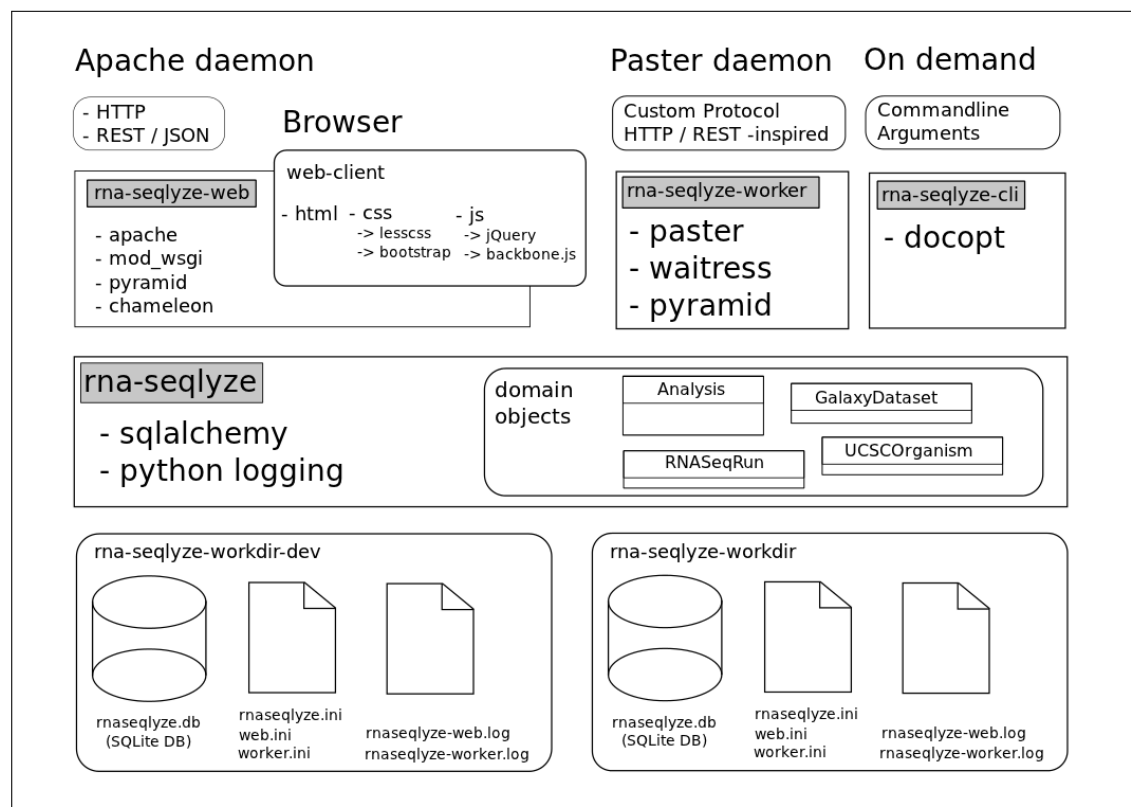 Apache daemon
- HTTP
- REST / JSON
Browser
web-client
- html
- css
-> lesscss
-> bootstrap
- js
-> jQuery
-> backbone.js
rna-seqlyze-web
- apache
- mod_wsgi
- pyramid
- chameleon
Paster daemon
Custom Protocol
HTTP / REST -inspired
rna-seqlyze-worker
- paster
- waitress
- pyramid
On demand
Commandline
Arguments
rna-seqlyze-cli
- docopt
rna-seqlyze
- sqlalchemy
- python logging
domain
objects
Analysis
GalaxyDataset
RNASeqRun
UCSCOrganism
rna-seqlyze-workdir-dev
rnaseqlyze.db
(SQLite DB)
rnaseqlyze.ini
web.ini
worker.ini
rnaseqlyze-web.log
rnaseqlyze-worker.log
rna-seqlyze-workdir
rnaseqlyze.db
(SQLite DB)
rnaseqlyze.ini
web.ini
worker.ini
rnaseqlyze-web.log
rnaseqlyze-worker.log